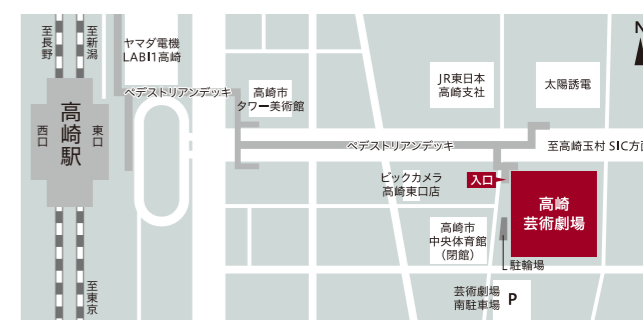 至長野
至新潟
ヤマダ電機
LABI1高崎
N
ペデストリアンデッキ
高崎市
タワー美術館
JR東日本
高崎支社
太陽誘電
高崎駅
西口
東口
ペデストリアンデッキ
至高崎玉村 SIC方面
ビックカメラ
高崎東口店
入口
高崎
芸術劇場
高崎市
中央体育館
(閉館)
駐輪場
至東京
芸術劇場
南駐車場
P